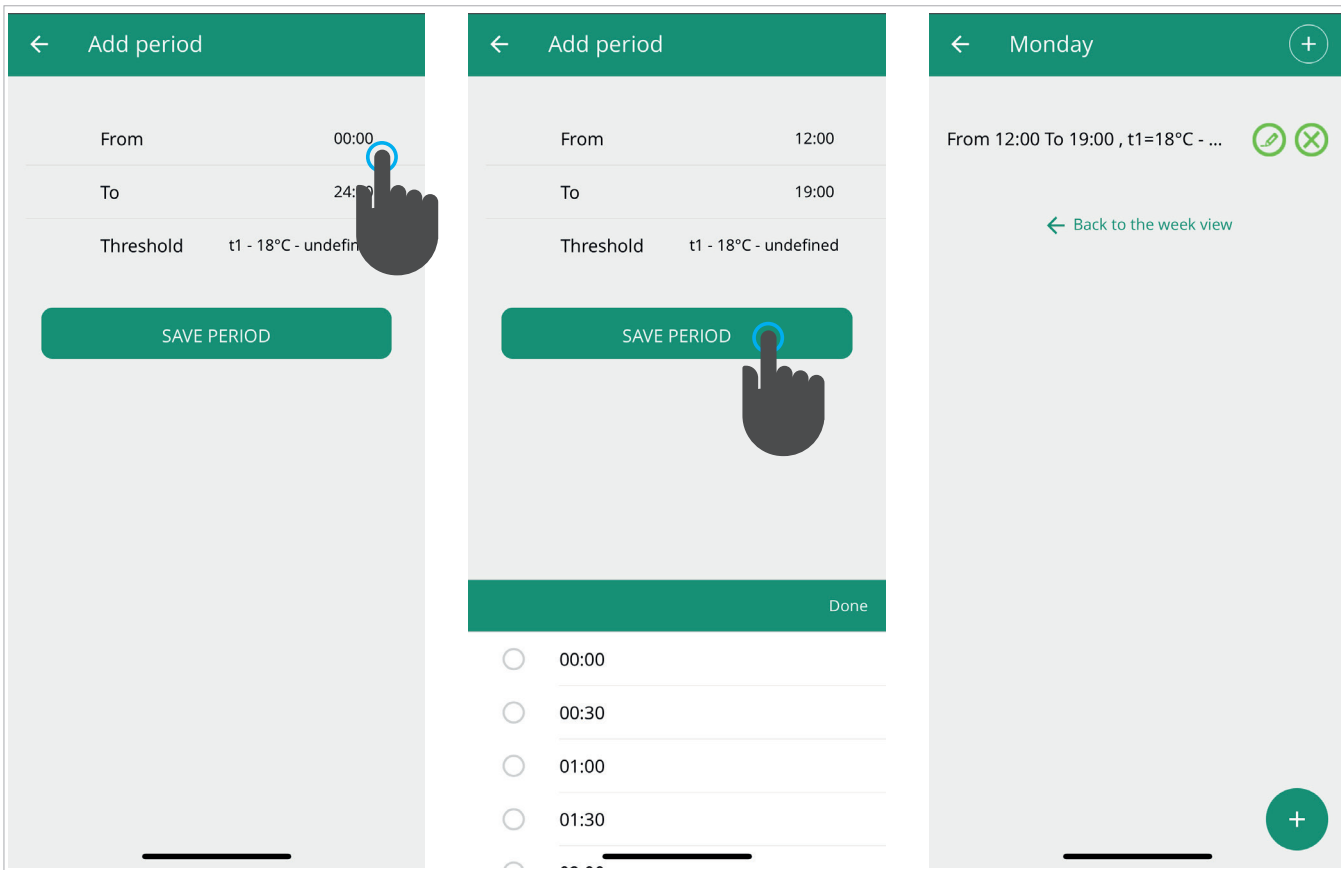 Add period
From 00:00
To
Threshold t1 - 18°C -
SAVE PERIOD
Add period
From 12:00
To 19:00
Threshold t1 - 18°C - undefined
SAVE PERIOD
Done
00:00
00:30
01:00
01:30
Monday
From 12:00 To 19:00 , t1=18°C - ...
Back to the week view